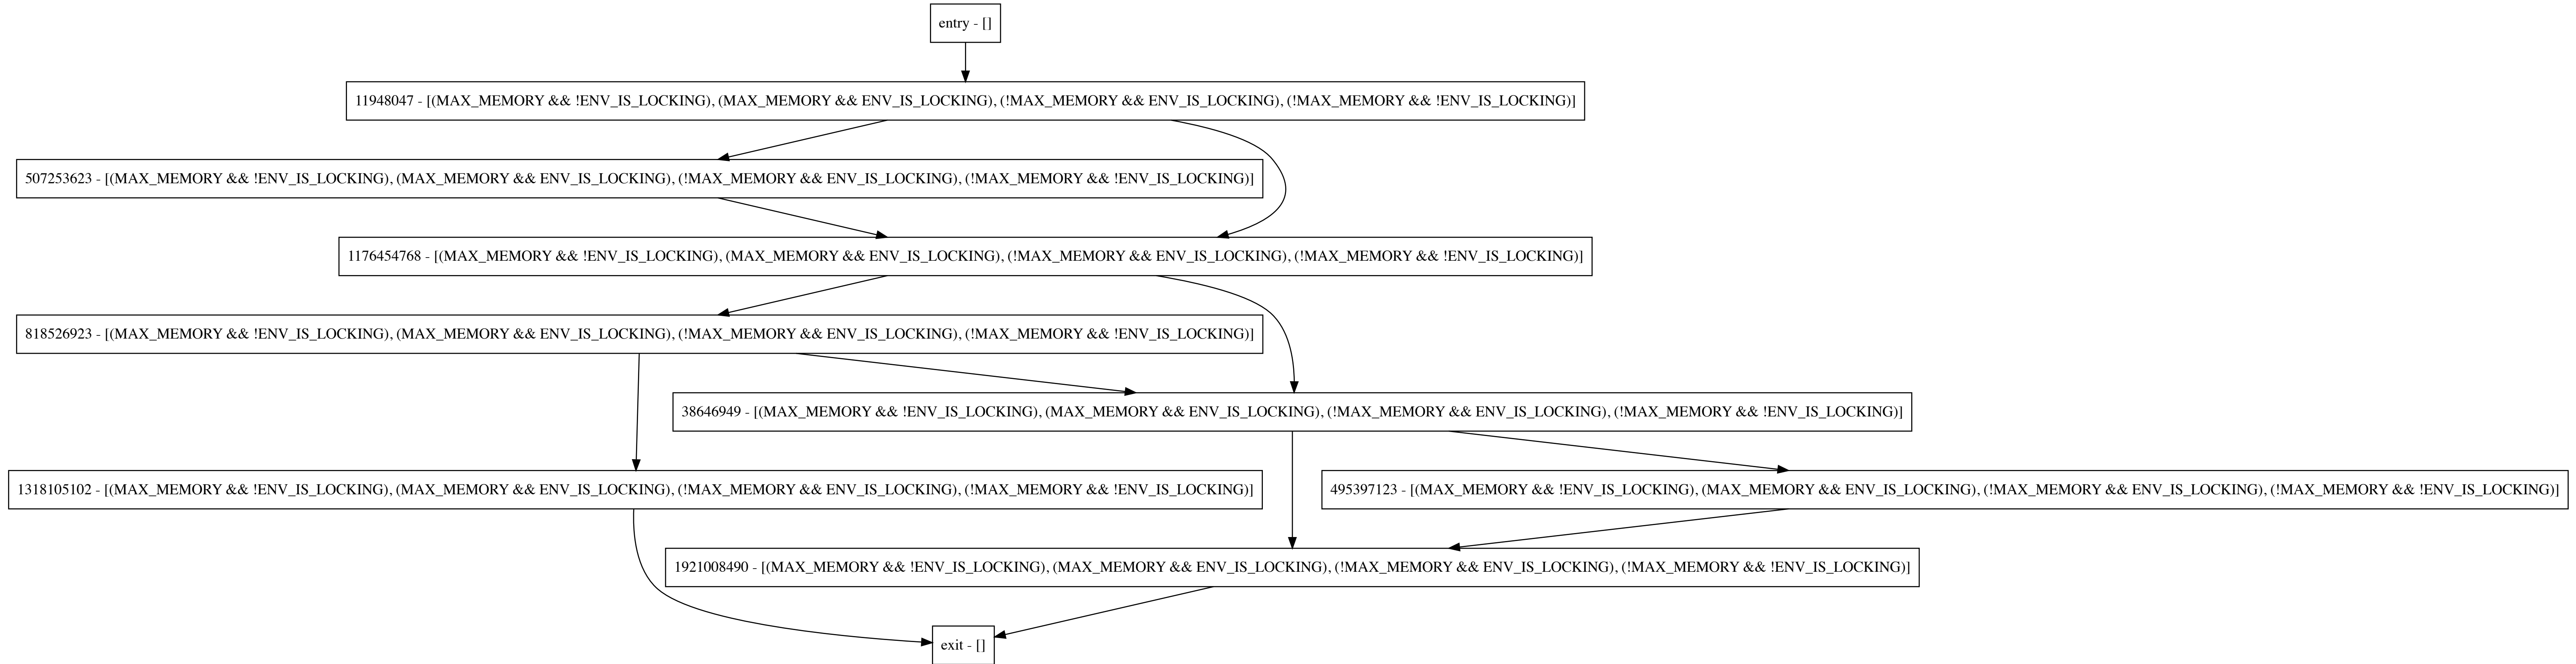 entry - []
11948047 - [(MAX_MEMORY && !ENV_IS_LOCKING), (MAX_MEMORY && ENV_IS_LOCKING), (!MAX_MEMORY && ENV_IS_LOCKING), (!MAX_MEMORY && !ENV_IS_LOCKING)]
507253623 - [(MAX_MEMORY && !ENV_IS_LOCKING), (MAX_MEMORY && ENV_IS_LOCKING), (!MAX_MEMORY && ENV_IS_LOCKING), (!MAX_MEMORY && !ENV_IS_LOCKING)]
1176454768 - [(MAX_MEMORY && !ENV_IS_LOCKING), (MAX_MEMORY && ENV_IS_LOCKING), (!MAX_MEMORY && ENV_IS_LOCKING), (!MAX_MEMORY && !ENV_IS_LOCKING)]
818526923 - [(MAX_MEMORY && !ENV_IS_LOCKING), (MAX_MEMORY && ENV_IS_LOCKING), (!MAX_MEMORY && ENV_IS_LOCKING), (!MAX_MEMORY && !ENV_IS_LOCKING)]
38646949 - [(MAX_MEMORY && !ENV_IS_LOCKING), (MAX_MEMORY && ENV_IS_LOCKING), (!MAX_MEMORY && ENV_IS_LOCKING), (!MAX_MEMORY && !ENV_IS_LOCKING)]
1318105102 - [(MAX_MEMORY && !ENV_IS_LOCKING), (MAX_MEMORY && ENV_IS_LOCKING), (!MAX_MEMORY && ENV_IS_LOCKING), (!MAX_MEMORY && !ENV_IS_LOCKING)]
495397123 - [(MAX_MEMORY && !ENV_IS_LOCKING), (MAX_MEMORY && ENV_IS_LOCKING), (!MAX_MEMORY && ENV_IS_LOCKING), (!MAX_MEMORY && !ENV_IS_LOCKING)]
1921008490 - [(MAX_MEMORY && !ENV_IS_LOCKING), (MAX_MEMORY && ENV_IS_LOCKING), (!MAX_MEMORY && ENV_IS_LOCKING), (!MAX_MEMORY && !ENV_IS_LOCKING)]
exit - []